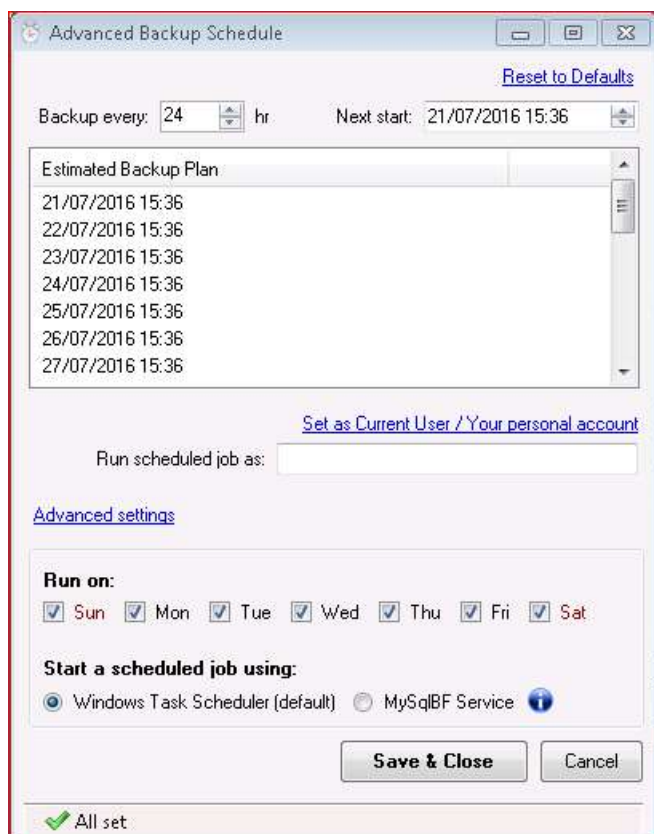 Advanced Backup Schedule
Reset to Defaults
Backup every: 24 hr Next start: 21/07/2016 15:36
Estimated Backup Plan
21/07/2016 15:36
22/07/2016 15:36
23/07/2016 15:36
24/07/2016 15:36
25/07/2016 15:36
26/07/2016 15:36
27/07/2016 15:36
Set as Current User / Your personal account
Run scheduled job as:
Advanced settings
Run on:
Sun Mon Tue Wed Thu Fri Sat
Start a scheduled job using:
Windows Task Scheduler (default) MySqlBF Service
Save & Close Cancel
All set